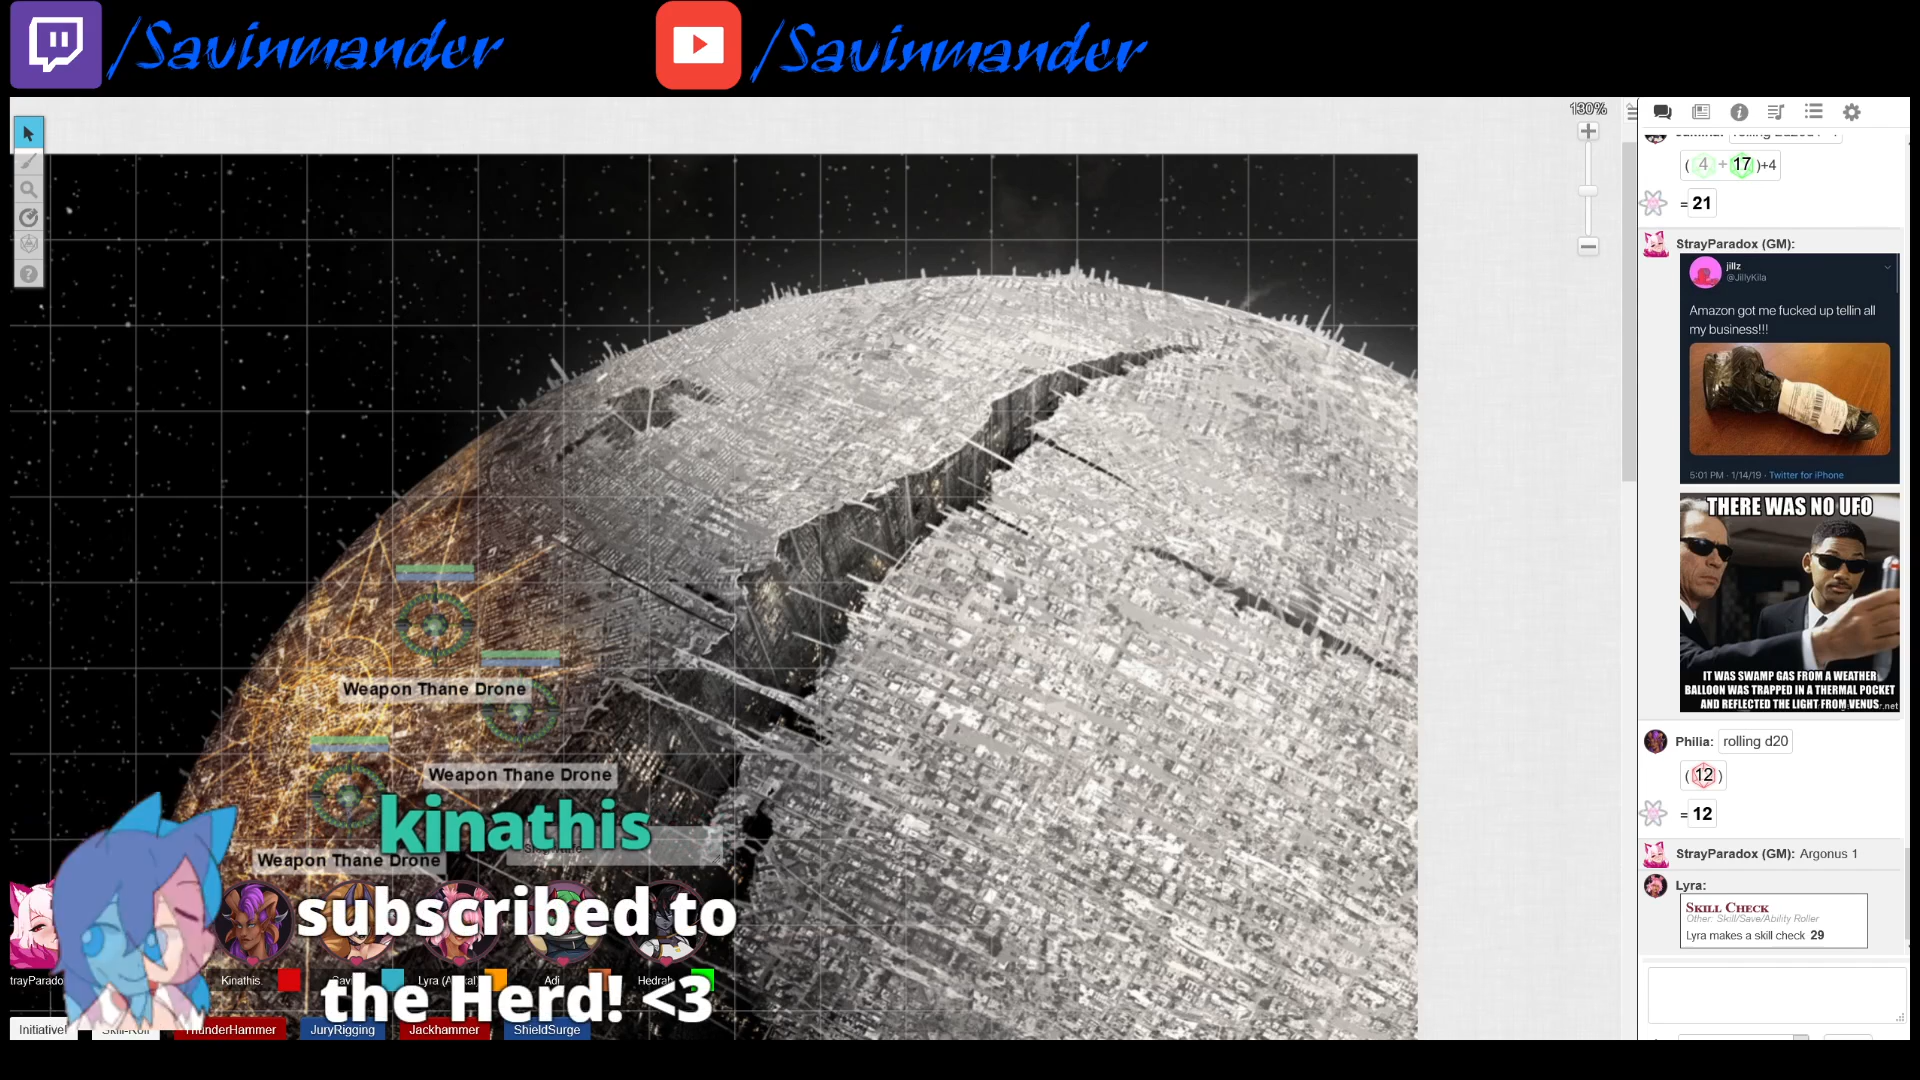 /Savinmander
/Savinmander
130%
(4 + 17)+4
= 21
StrayParadox (GM):
jillz
@JillyKila
Amazon got me fucked up tellin all
my business!!!
5:01 PM · 1/14/19 · Twitter for iPhone
THERE WAS NO UFO
IT WAS SWAMP GAS FROM A WEATHER
BALLOON WAS TRAPPED IN A THERMAL POCKET
AND REFLECTED THE LIGHT FROM VENUS
Philia: rolling d20
(12)
= 12
StrayParadox (GM): Argonus 1
Lyra:
SKILL CHECK
Other: Skill/Save/Ability Roller
Lyra makes a skill check 29
Weapon Thane Drone
Weapon Thane Drone
Weapon Thane Drone
kinathis
subscribed to
the Herd! <3
Kinathis
Adi
Initiative!
ThunderHammer
JuryRigging
Jackhammer
ShieldSurge